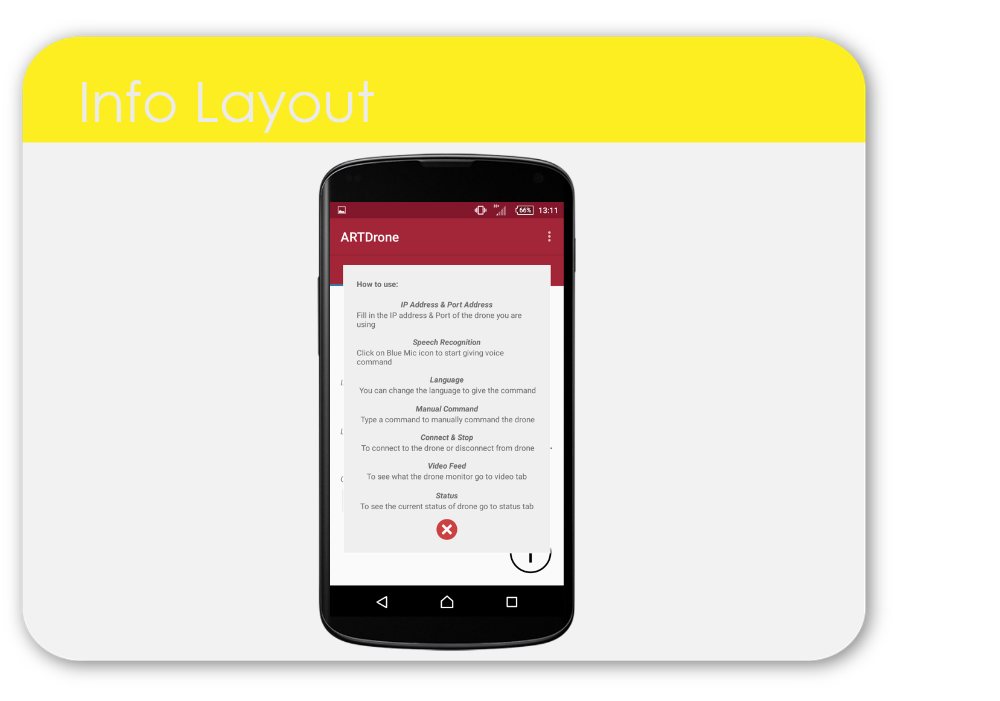 Info Layout
H+
66%
13:11
ARTDrone
How to use:
IP Address & Port Address
Fill in the IP address & Port of the drone you are
using
Speech Recognition
Click on Blue Mic icon to start giving voice
command
Language
You can change the language to give the command
Manual Command
Type a command to manually command the drone
Connect & Stop
To connect to the drone or disconnect from drone
Video Feed
To see what the drone monitor go to video tab
Status
To see the current status of drone go to status tab